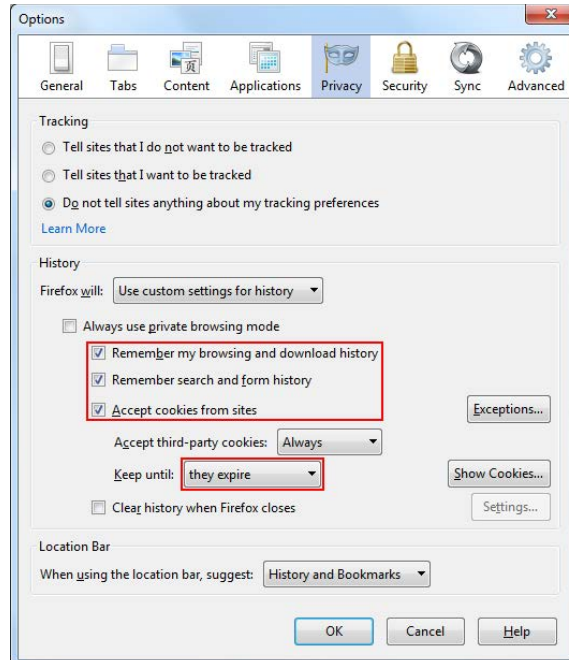 Options
General Tabs Content Applications Privacy Security Sync Advanced
Tracking
Tell sites that I do not want to be tracked
Tell sites that I want to be tracked
Do not tell sites anything about my tracking preferences
Learn More
History
Firefox will: Use custom settings for history
Always use private browsing mode
Remember my browsing and download history
Remember search and form history
Accept cookies from sites Exceptions...
Accept third-party cookies: Always
Keep until: they expire Show Cookies...
Clear history when Firefox closes Settings...
Location Bar
When using the location bar, suggest: History and Bookmarks
OK Cancel Help